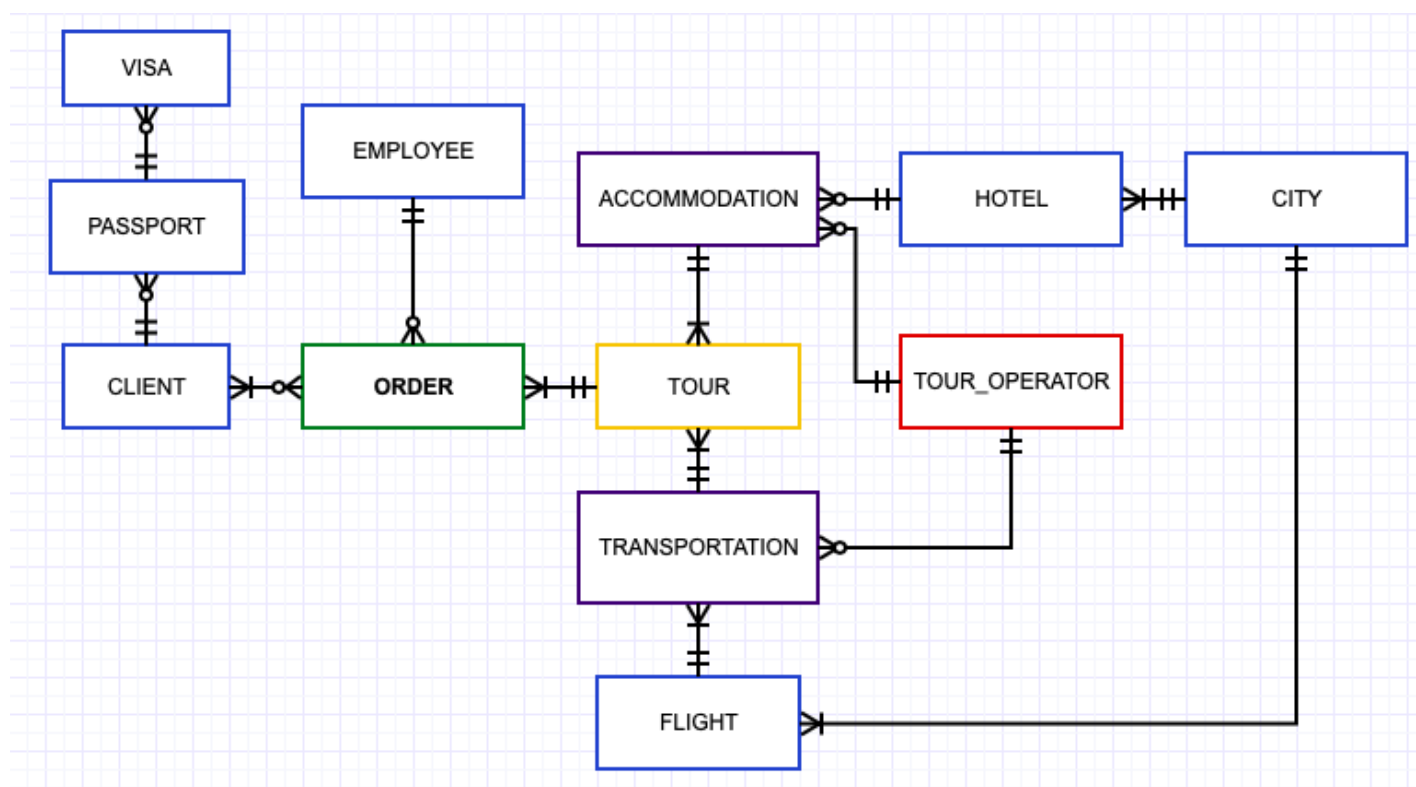 VISA
EMPLOYEE
PASSPORT
ACCOMMODATION
HOTEL
CITY
CLIENT
ORDER
TOUR
TOUR_OPERATOR
TRANSPORTATION
FLIGHT